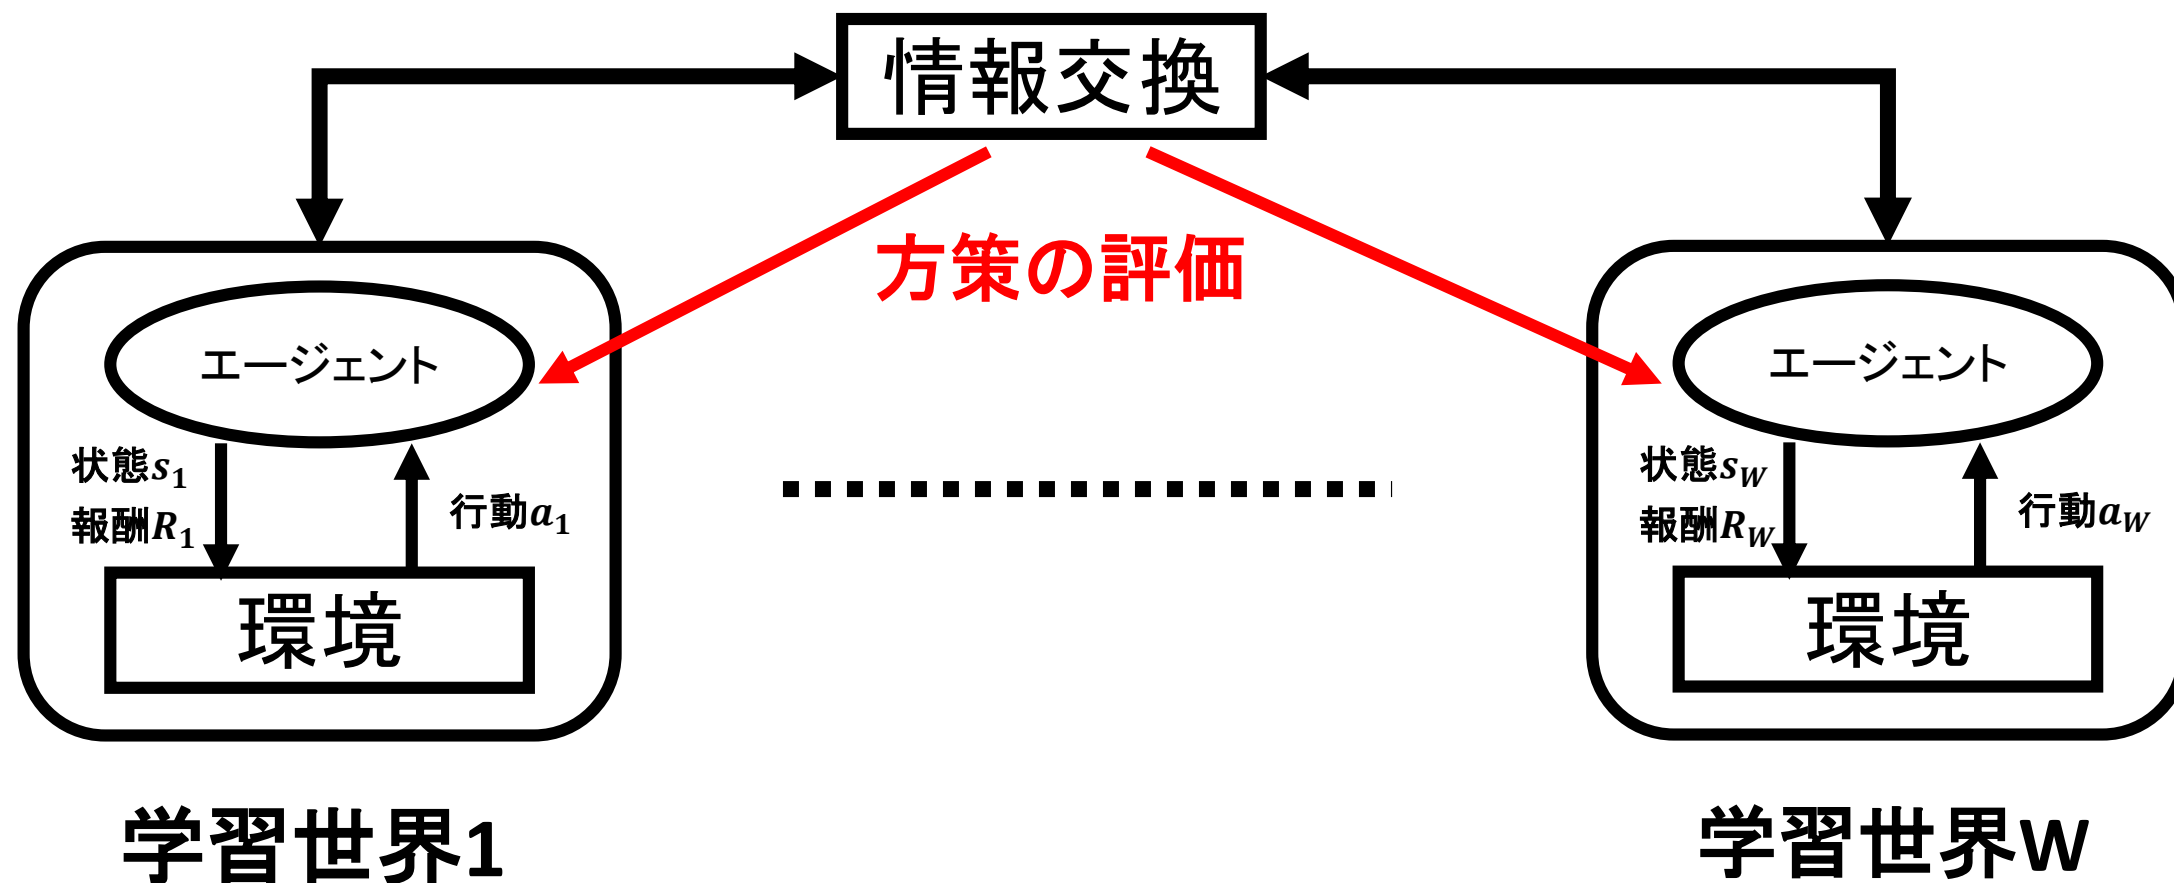 情報交換
方策の評価
エージェント
状態s₁
報酬R₁
行動a₁
環境
学習世界1
エージェント
状態s_W
報酬R_W
行動a_W
環境
学習世界W